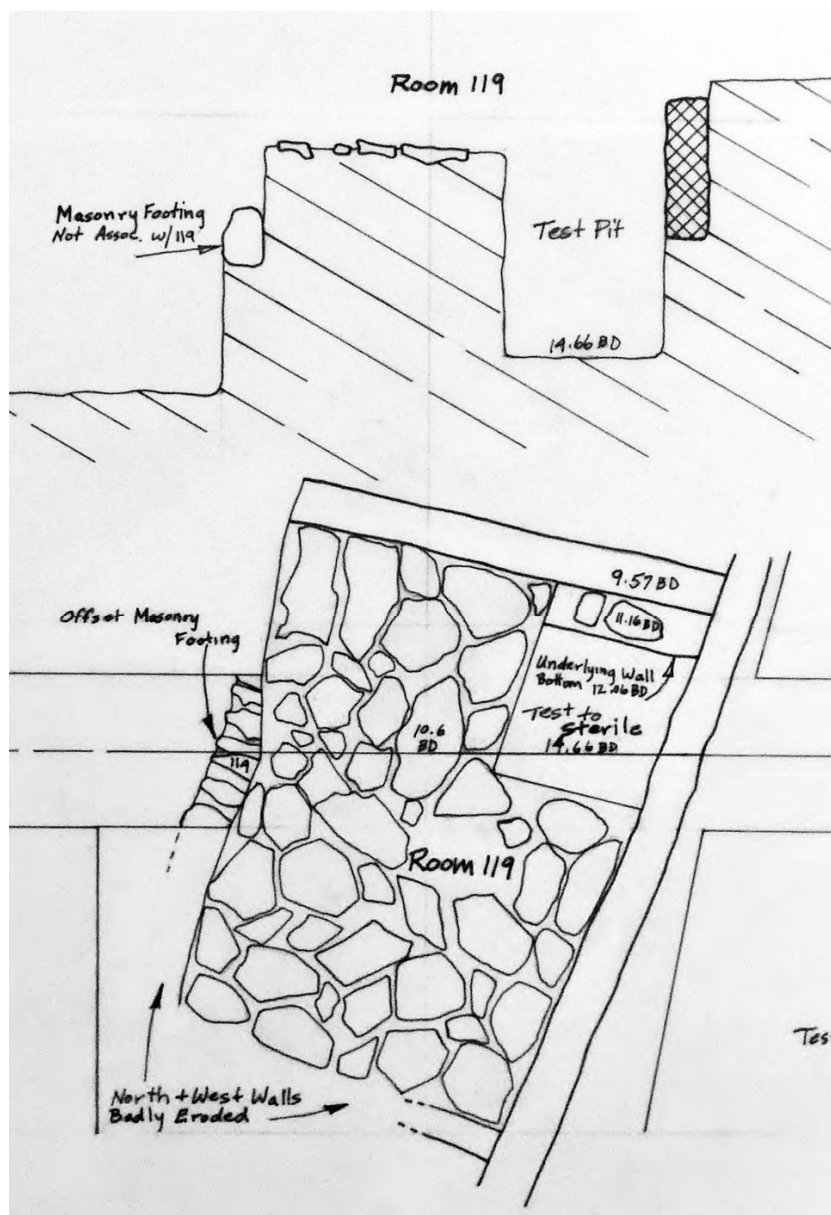 Room 119
Masonry Footing
Not Assoc. w/119
Test Pit
14.66 BD
9.57 BD
11.16 BD
Offset Masonry
Footing
Underlying Wall
Bottom 12.06 BD
Test to
Sterile
14.66 BD
10.6
BD
119
Room 119
North + West Walls
Badly Eroded
Tes